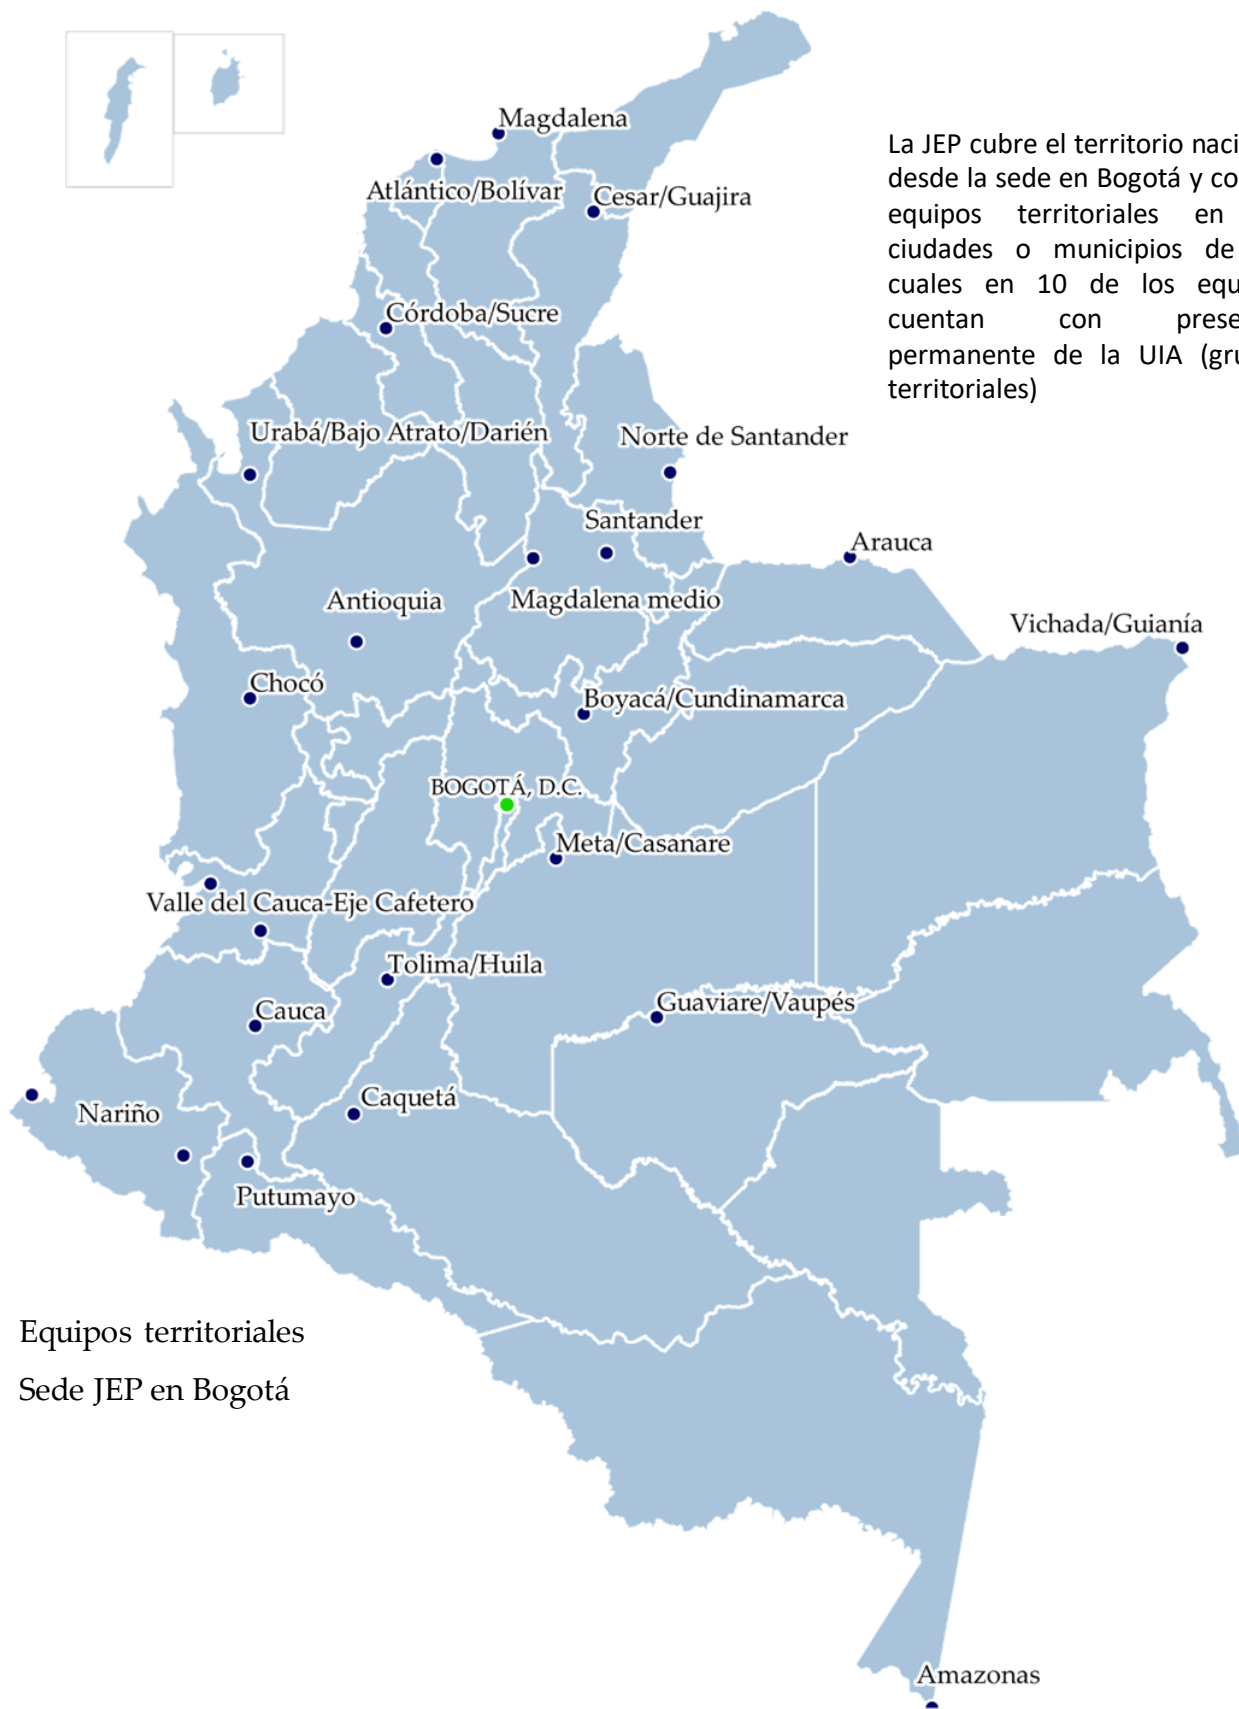 Magdalena
Atlántico/Bolívar
Cesar/Guajira
La JEP cubre el territorio naci
desde la sede en Bogotá y co
equipos territoriales en
ciudades o municipios de
cuales en 10 de los equ
cuentan con prese
permanente de la UIA (gru
territoriales)
Córdoba/Sucre
Urabá/Bajo Atrato/Darién
Norte de Santander
Santander
Arauca
Antioquia
Magdalena medio
Vichada/Guianía
Chocó
Boyacá/Cundinamarca
BOGOTÁ, D.C.
Meta/Casanare
Valle del Cauca-Eje Cafetero
Tolima/Huila
Cauca
Guaviare/Vaupés
Caquetá
Nariño
Putumayo
Equipos territoriales
Sede JEP en Bogotá
Amazonas